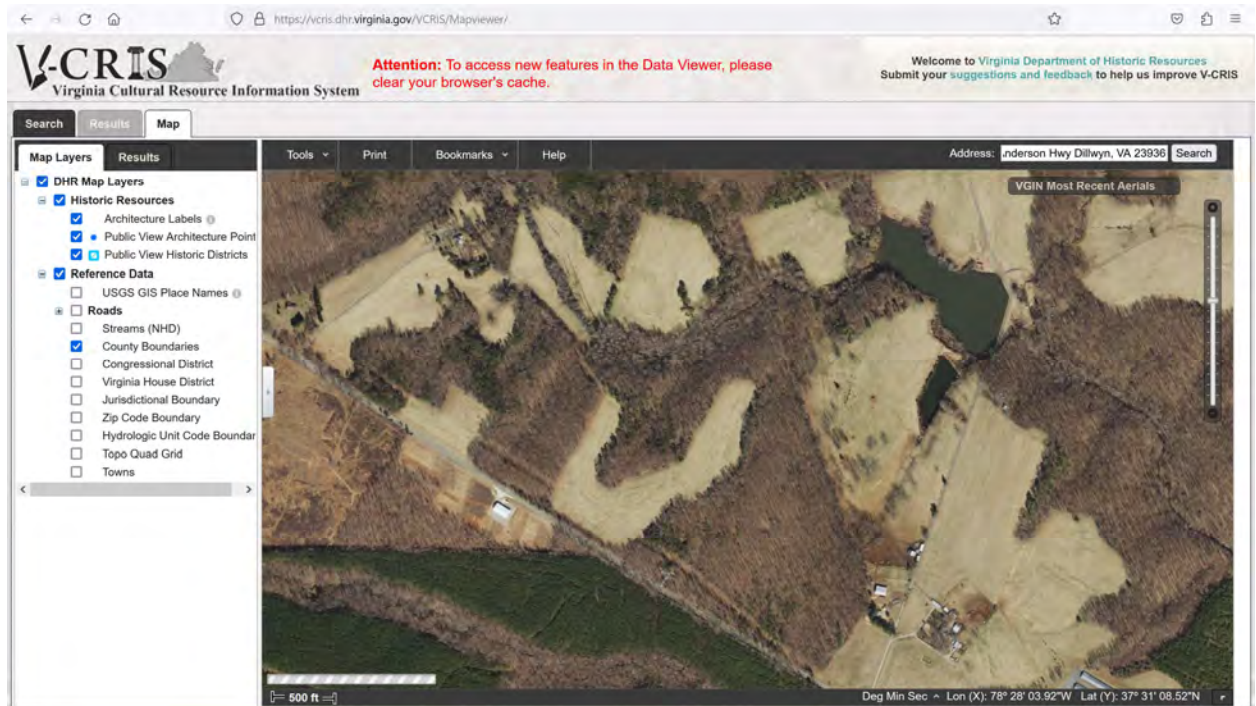 https://vcris.dhr.virginia.gov/VCRIS/Mapviewer/
V-CRIS
Virginia Cultural Resource Information System
Attention: To access new features in the Data Viewer, please
clear your browser's cache.
Welcome to Virginia Department of Historic Resources
Submit your suggestions and feedback to help us improve V-CRIS
Search Results Map
Map Layers Results
Tools Print Bookmarks Help
Address: .nderson Hwy Dillwyn, VA 23936 Search
VGIN Most Recent Aerials
DHR Map Layers
Historic Resources
Architecture Labels
Public View Architecture Point
Public View Historic Districts
Reference Data
USGS GIS Place Names
Roads
Streams (NHD)
County Boundaries
Congressional District
Virginia House District
Jurisdictional Boundary
Zip Code Boundary
Hydrologic Unit Code Boundar
Topo Quad Grid
Towns
500 ft
Deg Min Sec Lon (X): 78° 28' 03.92"W Lat (Y): 37° 31' 08.52"N